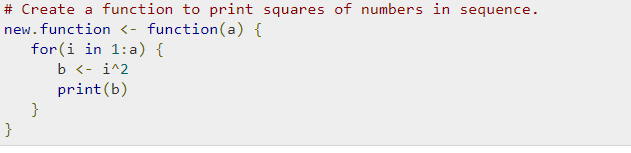 # Create a function to print squares of numbers in sequence.
new.function <- function(a) {
   for(i in 1:a) {
      b <- i^2
      print(b)
   }
}